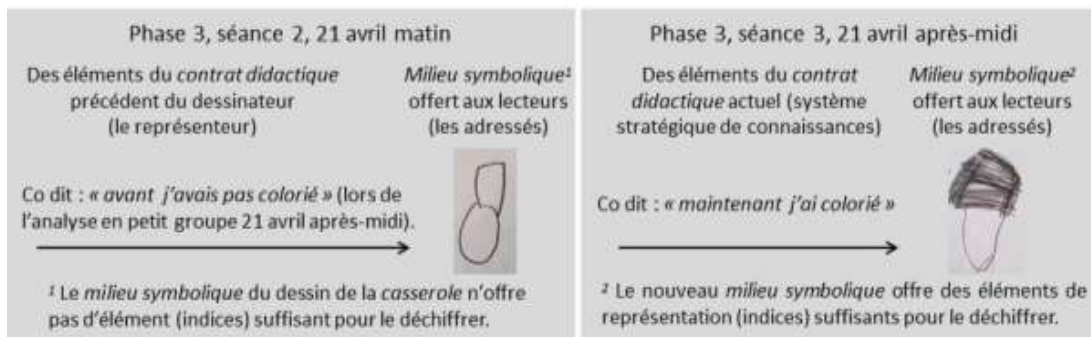 Phase 3, séance 2, 21 avril matin
Des éléments du contrat didactique
précédent du dessinateur
(le représenteur)
Milieu symbolique¹
offert aux lecteurs
(les adressés)
Co dit : « avant j’avais pas colorié » (lors de
l’analyse en petit groupe 21 avril après-midi).
¹ Le milieu symbolique du dessin de la casserole n’offre
pas d’élément (indices) suffisant pour le déchiffrer.
Phase 3, séance 3, 21 avril après-midi
Des éléments du contrat
didactique actuel (système
stratégique de connaissances)
Milieu symbolique²
offert aux lecteurs
(les adressés)
Co dit : « maintenant j’ai colorié »
² Le nouveau milieu symbolique offre des éléments de
représentation (indices) suffisants pour le déchiffrer.